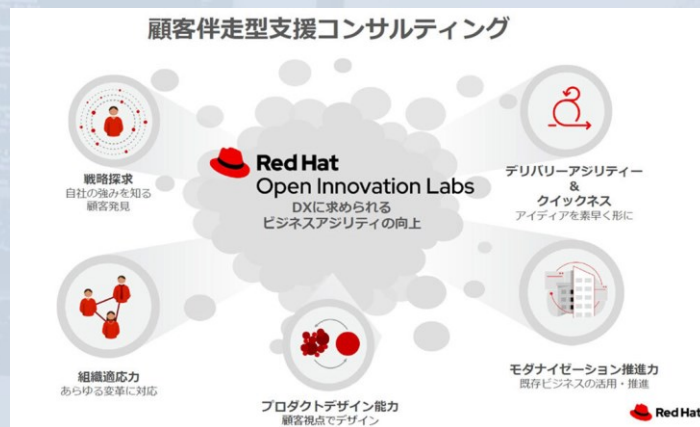 顧客伴走型支援コンサルティング
戦略探求
自社の強みを知る
顧客発見
Red Hat
Open Innovation Labs
DXに求められる
ビジネスアジリティの向上
デリバリーアジリティー
&
クイックネス
アイディアを素早く形に
組織適応力
あらゆる変革に対応
プロダクトデザイン能力
顧客視点でデザイン
モダナイゼーション推進力
既存ビジネスの活用・推進
Red Hat